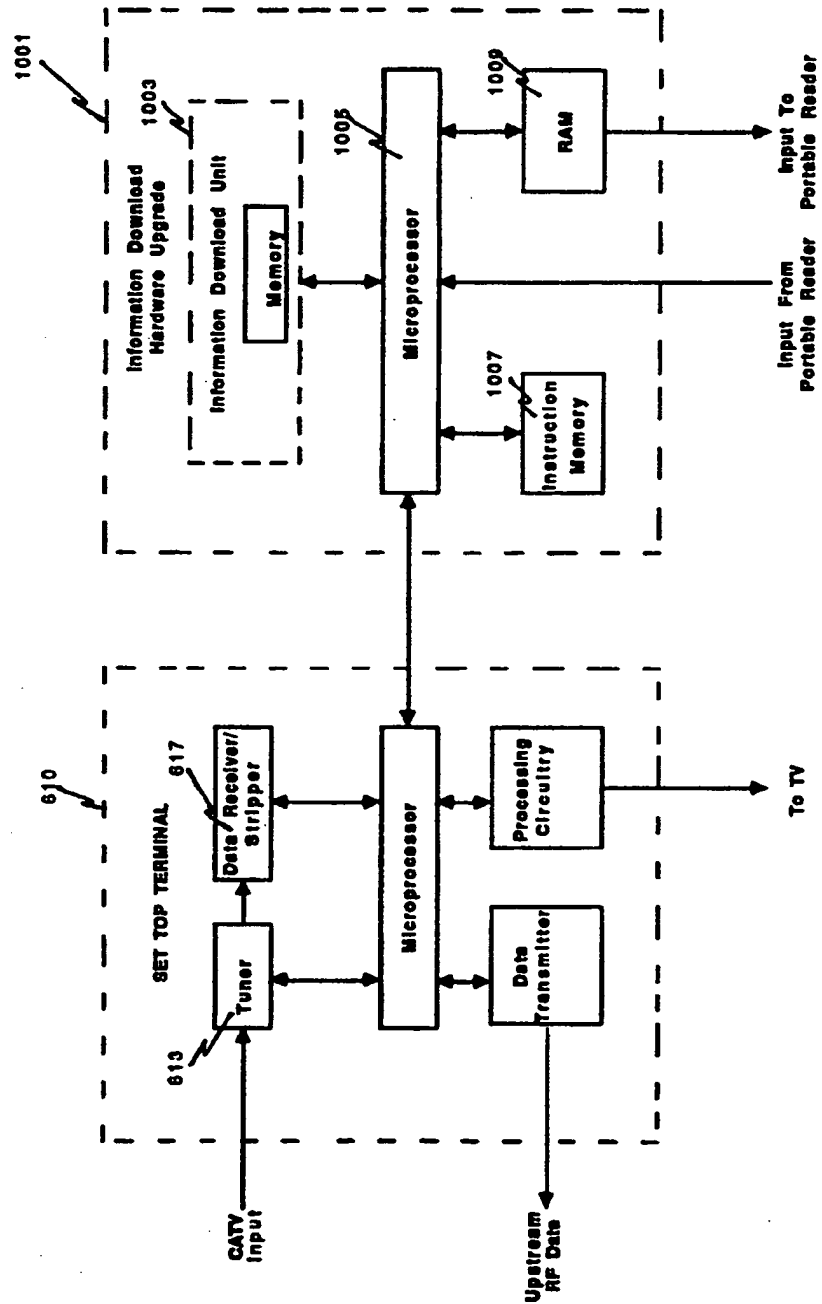 610
SET TOP TERMINAL
613
617
CATV
Input
Tuner
Data Receiver/
Stripper
Microprocessor
Data
Transmitter
Processing
Circuitry
Upstream
RF Data
To TV
1001
Information Download
Hardware Upgrade
1003
Information Download Unit
Memory
1005
Microprocessor
1007
Instruction
Memory
1009
RAM
Input From
Portable Reader
Input To
Portable Reader